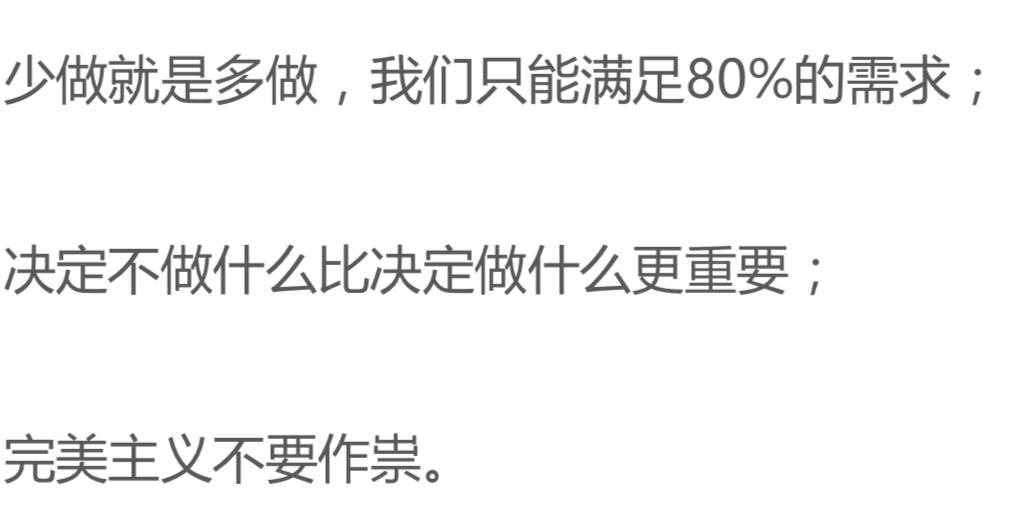 少做就是多做，我们只能满足80%的需求；
决定不做什么比决定做什么更重要；
完美主义不要作祟。